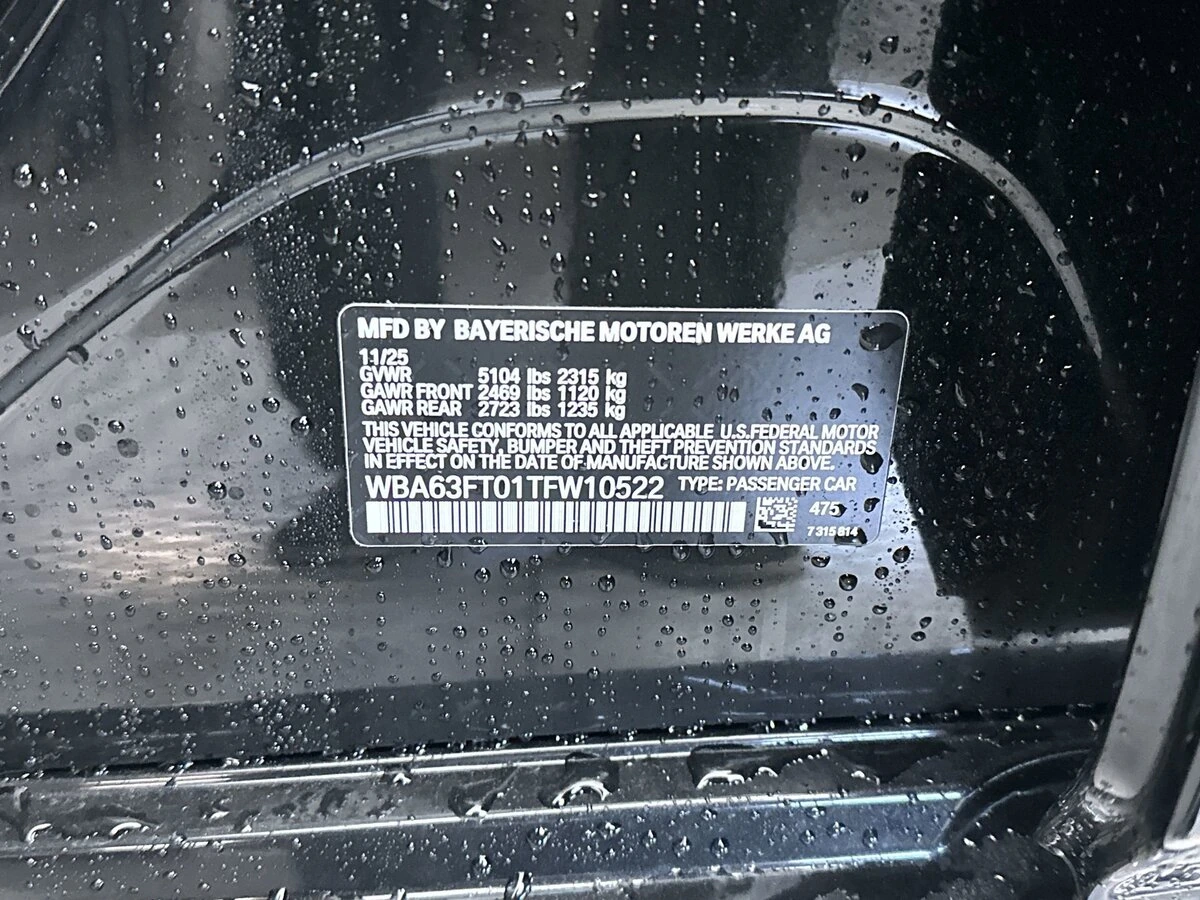 MFD BY BAYERISCHE MOTOREN WERKE AG
11/25
GVWR 5104 lbs 2315 kg
GAWR FRONT 2469 lbs 1120 kg
GAWR REAR 2723 lbs 1235 kg
THIS VEHICLE CONFORMS TO ALL APPLICABLE U.S.FEDERAL MOTOR
VEHICLE SAFETY, BUMPER AND THEFT PREVENTION STANDARDS
IN EFFECT ON THE DATE OF MANUFACTURE SHOWN ABOVE.
WBA63FT01TFW10522 TYPE: PASSENGER CAR
475
7315814